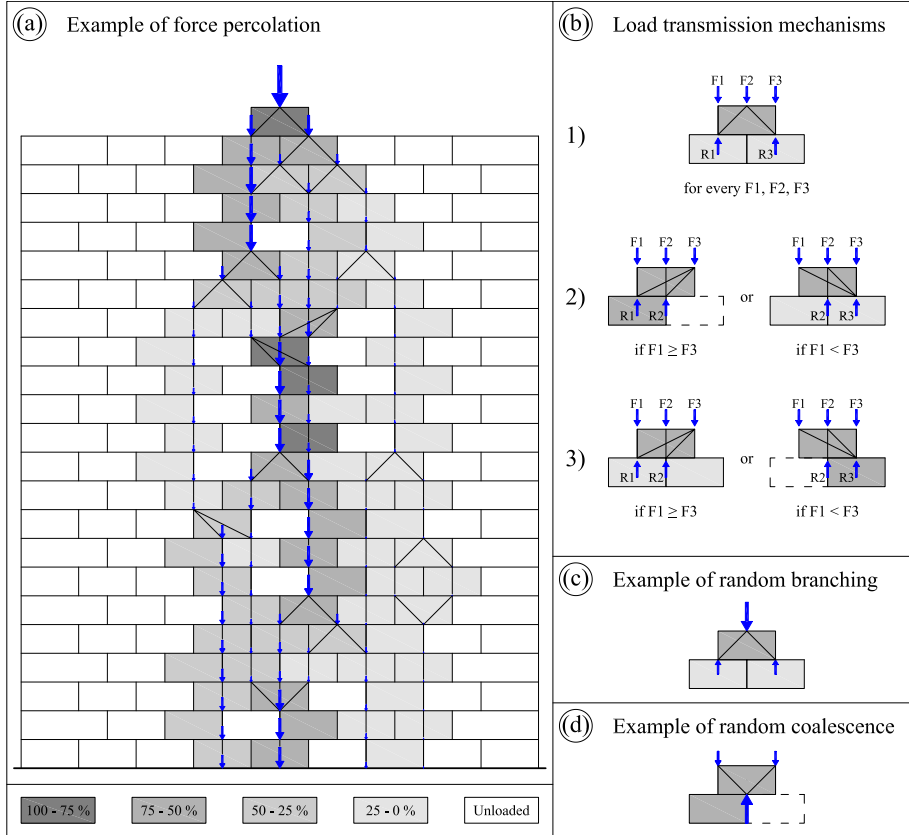 (a) Example of force percolation
100 - 75 %
75 - 50 %
50 - 25 %
25 - 0 %
Unloaded
(b) Load transmission mechanisms
F1 F2 F3
1)
R1 R3
for every F1, F2, F3
F1 F2 F3 F1 F2 F3
2) or
R1 R2 R2 R3
if F1 ≥ F3 if F1 < F3
F1 F2 F3 F1 F2 F3
3) or
R1 R2 R2 R3
if F1 ≥ F3 if F1 < F3
(c) Example of random branching
(d) Example of random coalescence